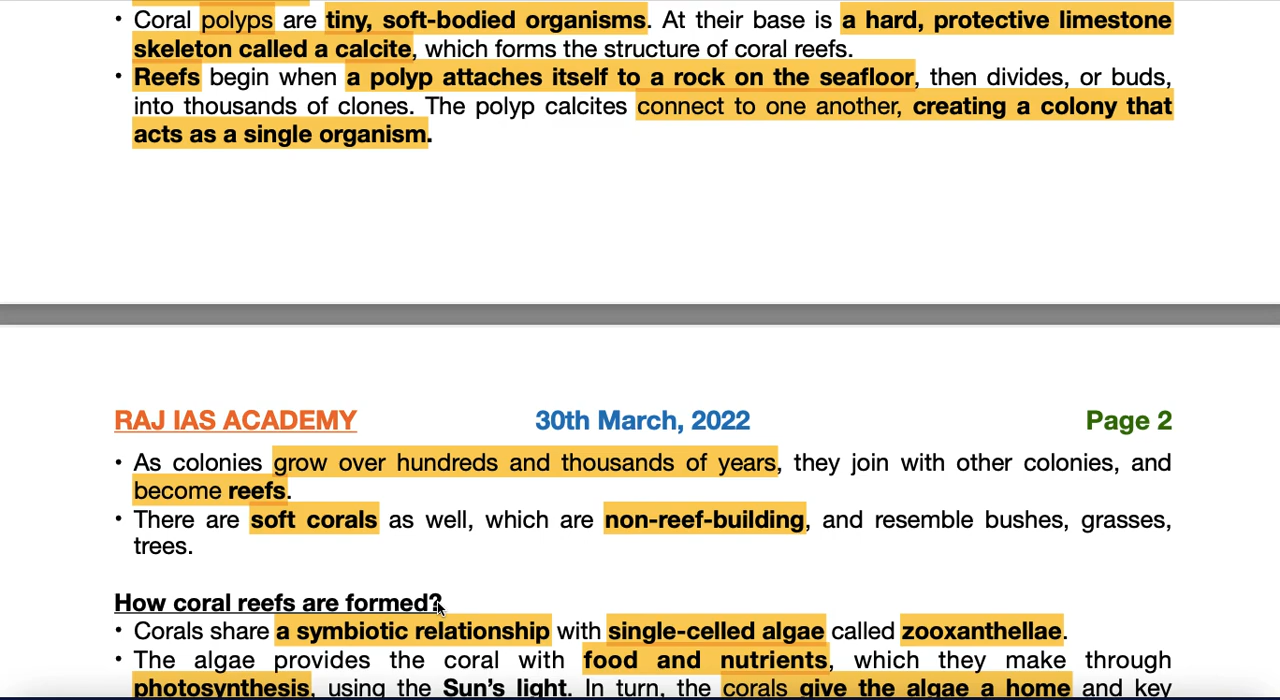 • Coral polyps are tiny, soft-bodied organisms. At their base is a hard, protective limestone
skeleton called a calcite, which forms the structure of coral reefs.
• Reefs begin when a polyp attaches itself to a rock on the seafloor, then divides, or buds,
into thousands of clones. The polyp calcites connect to one another, creating a colony that
acts as a single organism.
RAJ IAS ACADEMY 30th March, 2022 Page 2
• As colonies grow over hundreds and thousands of years, they join with other colonies, and
become reefs.
• There are soft corals as well, which are non-reef-building, and resemble bushes, grasses,
trees.
How coral reefs are formed?
• Corals share a symbiotic relationship with single-celled algae called zooxanthellae.
• The algae provides the coral with food and nutrients, which they make through
photosynthesis, using the Sun’s light. In turn, the corals give the algae a home and key